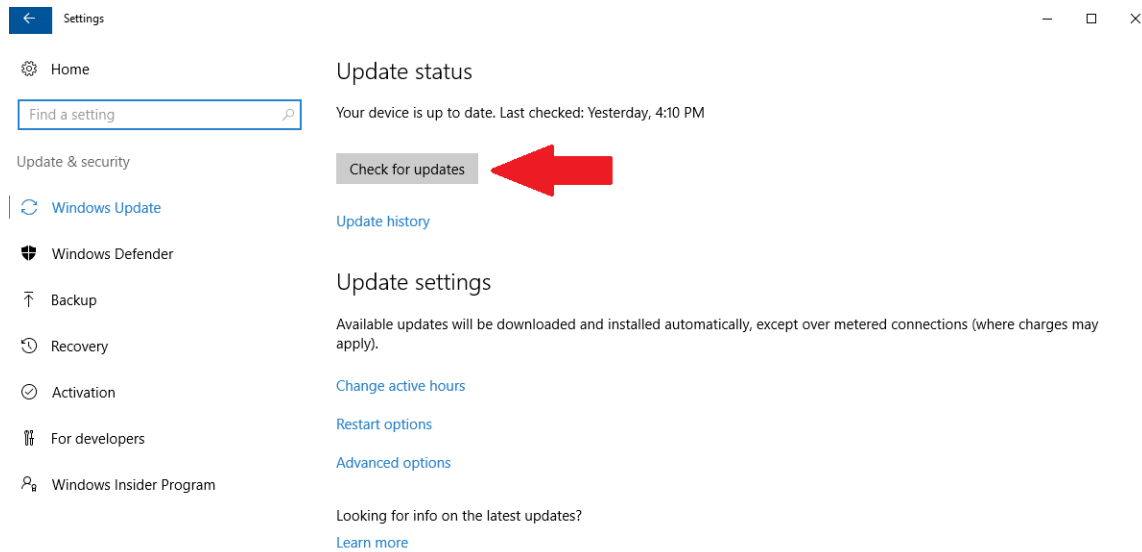 Settings
Home
Find a setting
Update & security
Windows Update
Windows Defender
Backup
Recovery
Activation
For developers
Windows Insider Program
Update status
Your device is up to date. Last checked: Yesterday, 4:10 PM
Check for updates
Update history
Update settings
Available updates will be downloaded and installed automatically, except over metered connections (where charges may
apply).
Change active hours
Restart options
Advanced options
Looking for info on the latest updates?
Learn more